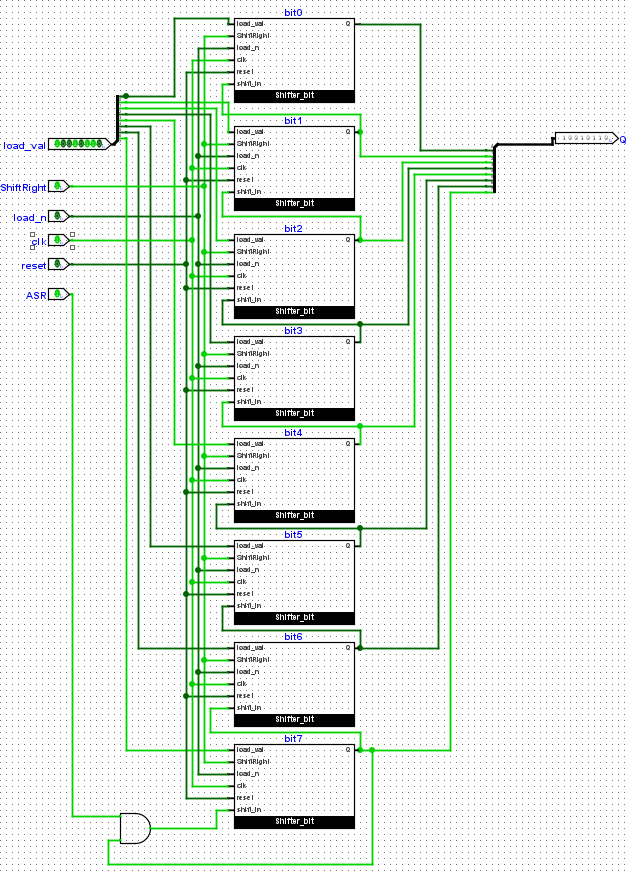 bit0
load_val Q
ShiftRight
load_n
clk
reset
shift_in
Shifter_bit
bit1
load_val Q
ShiftRight
load_n
clk
reset
shift_in
Shifter_bit
bit2
load_val Q
ShiftRight
load_n
clk
reset
shift_in
Shifter_bit
bit3
load_val Q
ShiftRight
load_n
clk
reset
shift_in
Shifter_bit
bit4
load_val Q
ShiftRight
load_n
clk
reset
shift_in
Shifter_bit
bit5
load_val Q
ShiftRight
load_n
clk
reset
shift_in
Shifter_bit
bit6
load_val Q
ShiftRight
load_n
clk
reset
shift_in
Shifter_bit
bit7
load_val Q
ShiftRight
load_n
clk
reset
shift_in
Shifter_bit
load_val
ShiftRight
load_n
clk
reset
ASR
10010110 Q